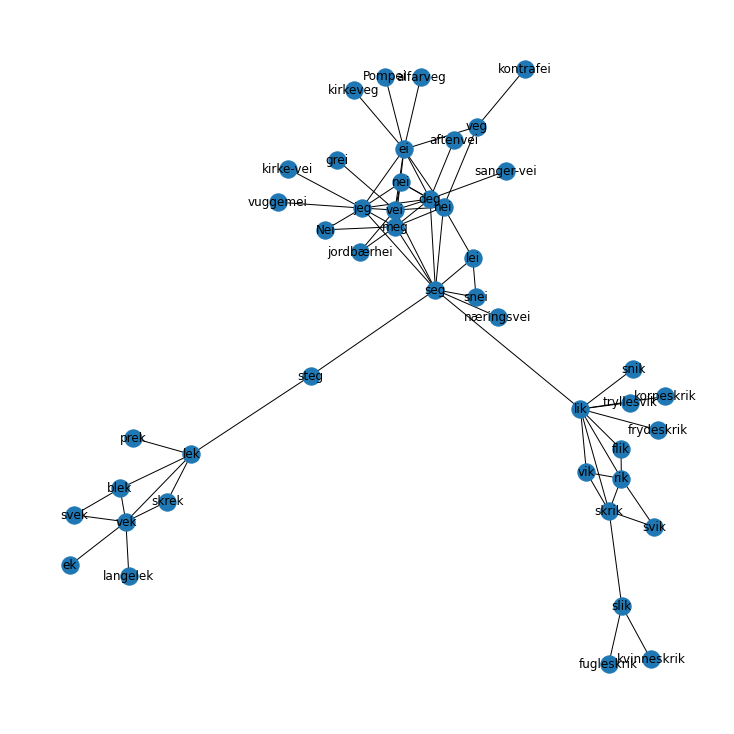 kontrafei
Pompei
alfarveg
kirkeveg
veg
aftenvei
ei
grei
kirke-vei
sanger-vei
nei
deg
vuggemei
jeg
vei
hei
meg
Nei
jordbærhei
lei
seg
snei
næringsvei
snik
steg
korpeskrik
tryllesvik
lik
frydeskrik
prek
flik
lek
vik
rik
blek
skrek
skrik
svek
vek
svik
ek
langelek
slik
kvinneskrik
fugleskrik